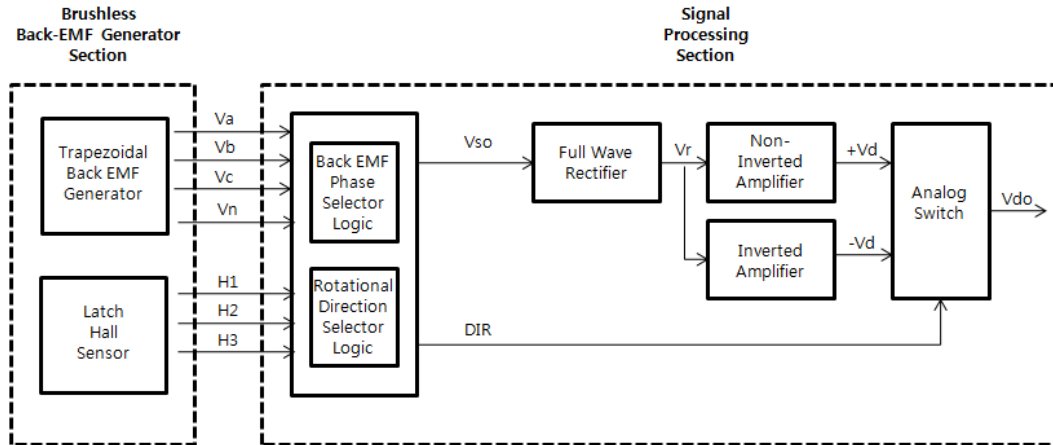 Brushless
Back-EMF Generator
Section
Signal
Processing
Section
Trapezoidal
Back EMF
Generator
Va
Vb
Vc
Vn
Latch
Hall
Sensor
H1
H2
H3
Back EMF
Phase
Selector
Logic
Rotational
Direction
Selector
Logic
Vso
DIR
Full Wave
Rectifier
Vr
Non-
Inverted
Amplifier
Inverted
Amplifier
+Vd
-Vd
Analog
Switch
Vdo